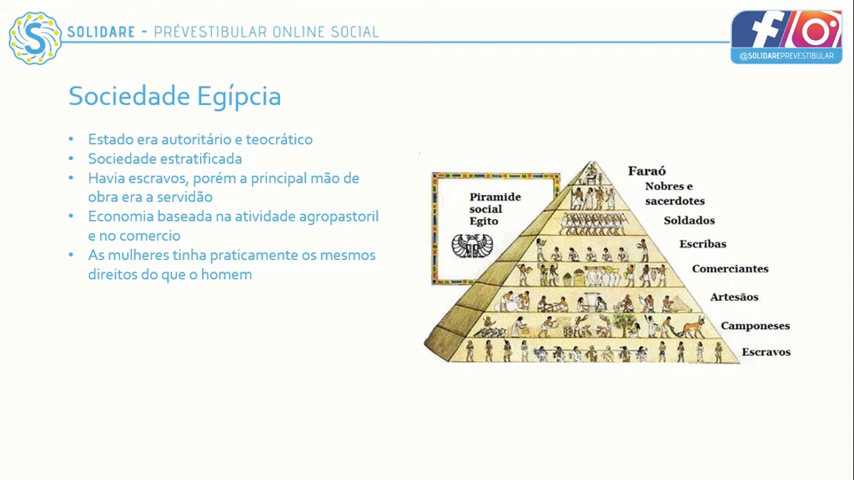 SOLIDARE - PRÉVESTIBULAR ONLINE SOCIAL
@SOLIDAREPREVESTIBULAR
Sociedade Egípcia
• Estado era autoritário e teocrático
• Sociedade estratificada
• Havia escravos, porém a principal mão de
obra era a servidão
• Economia baseada na atividade agropastoril
e no comercio
• As mulheres tinha praticamente os mesmos
direitos do que o homem
Piramide
social
Egito
Faraó
Nobres e
sacerdotes
Soldados
Escribas
Comerciantes
Artesãos
Camponeses
Escravos